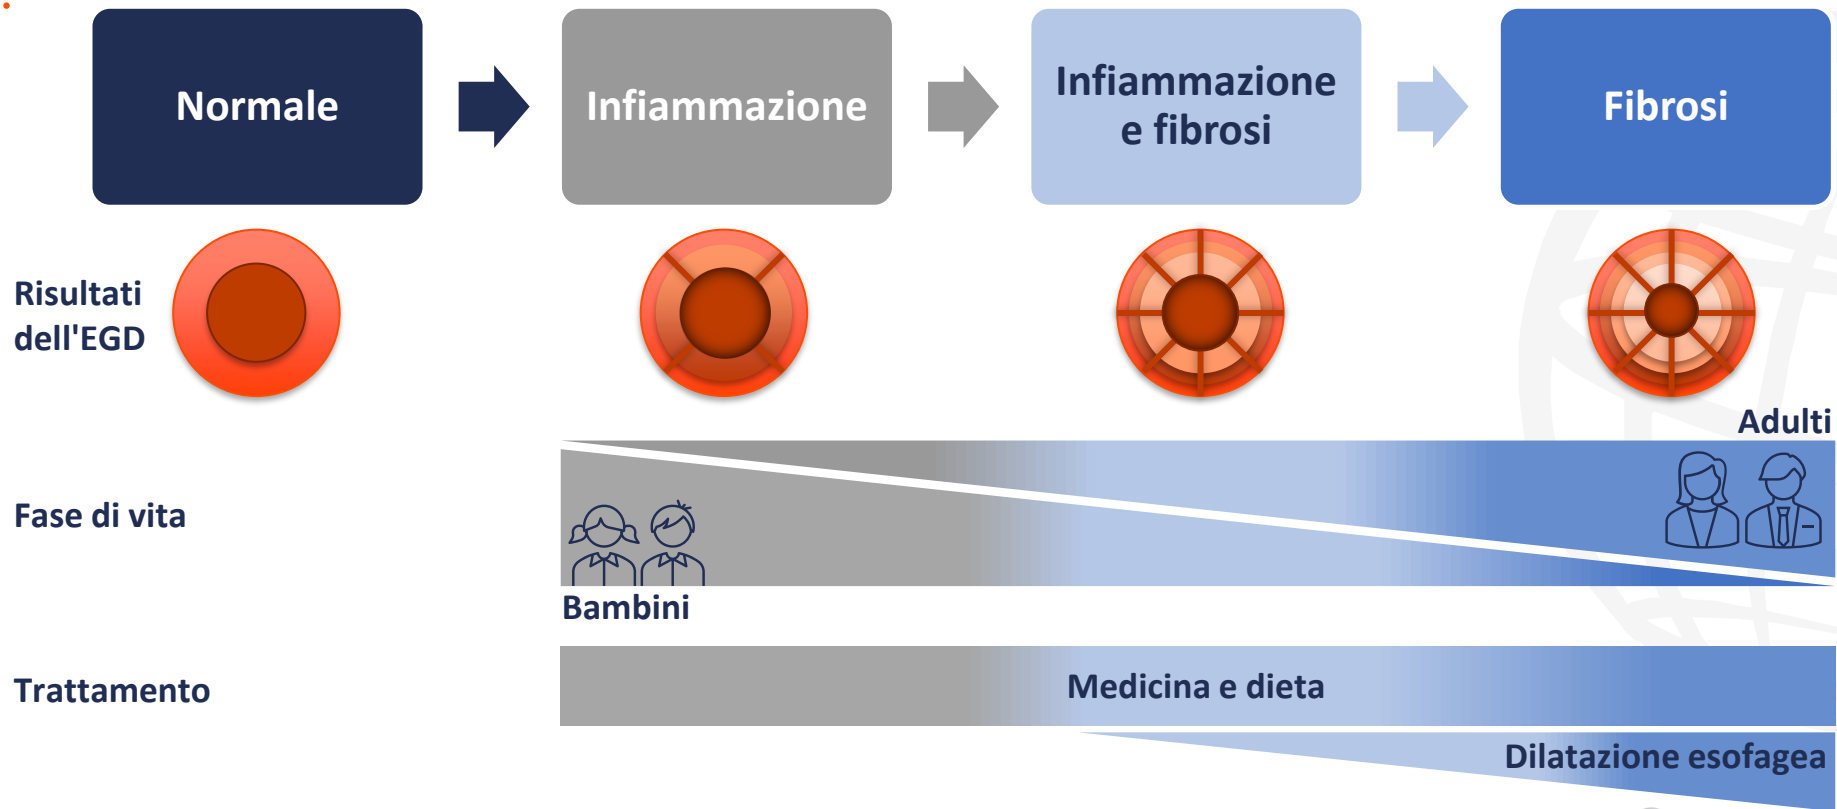 Normale
Infiammazione
Infiammazione
e fibrosi
Fibrosi
Risultati
dell'EGD
Adulti
Fase di vita
Bambini
Trattamento
Medicina e dieta
Dilatazione esofagea